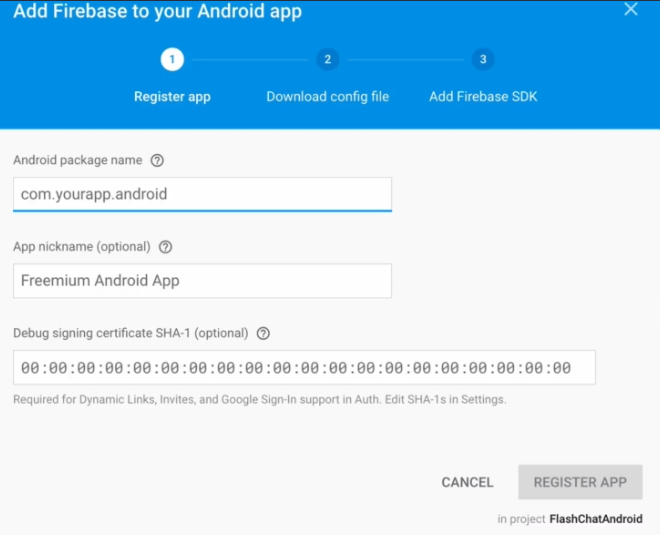 Add Firebase to your Android app
1 2 3
Register app Download config file Add Firebase SDK
Android package name ?
com.yourapp.android
App nickname (optional) ?
Freemium Android App
Debug signing certificate SHA-1 (optional) ?
00:00:00:00:00:00:00:00:00:00:00:00:00:00:00:00:00:00:00:00
Required for Dynamic Links, Invites, and Google Sign-In support in Auth. Edit SHA-1s in Settings.
CANCEL REGISTER APP
in project FlashChatAndroid